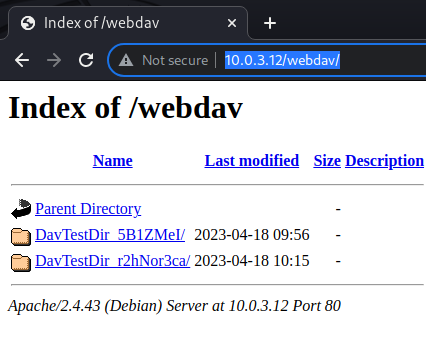 Index of /webdav
Not secure 10.0.3.12/webdav/
Index of /webdav
Name Last modified Size Description
Parent Directory -
DavTestDir_5B1ZMeI/ 2023-04-18 09:56 -
DavTestDir_r2hNor3ca/ 2023-04-18 10:15 -
Apache/2.4.43 (Debian) Server at 10.0.3.12 Port 80